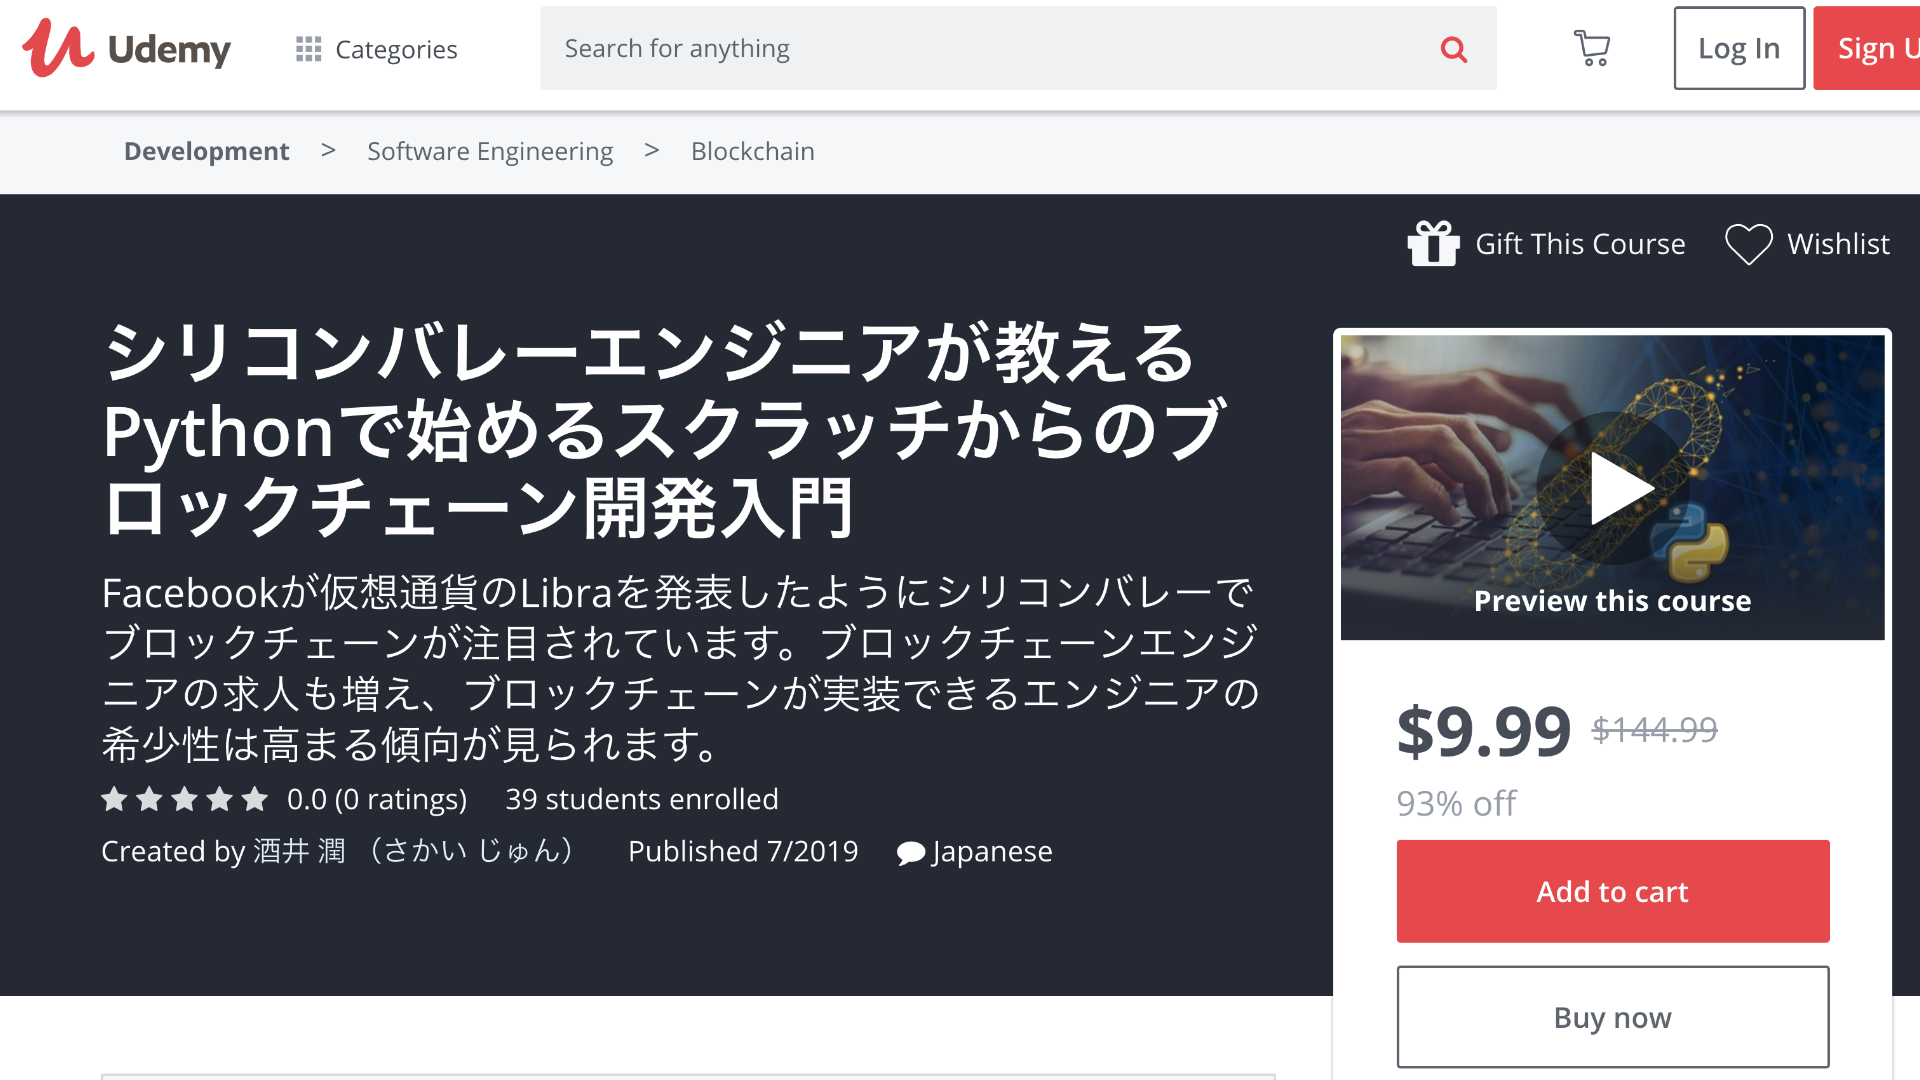 Udemy
Categories
Search for anything
Log In
Sign U
Development > Software Engineering > Blockchain
Gift This Course
Wishlist
シリコンバレーエンジニアが教える
Pythonで始めるスクラッチからのブ
ロックチェーン開発入門
Facebookが仮想通貨のLibraを発表したようにシリコンバレーで
ブロックチェーンが注目されています。ブロックチェーンエンジ
ニアの求人も増え、ブロックチェーンが実装できるエンジニアの
希少性は高まる傾向が見られます。
0.0 (0 ratings) 39 students enrolled
Created by 酒井 潤 （さかい じゅん） Published 7/2019 Japanese
Preview this course
$9.99 $144.99
93% off
Add to cart
Buy now